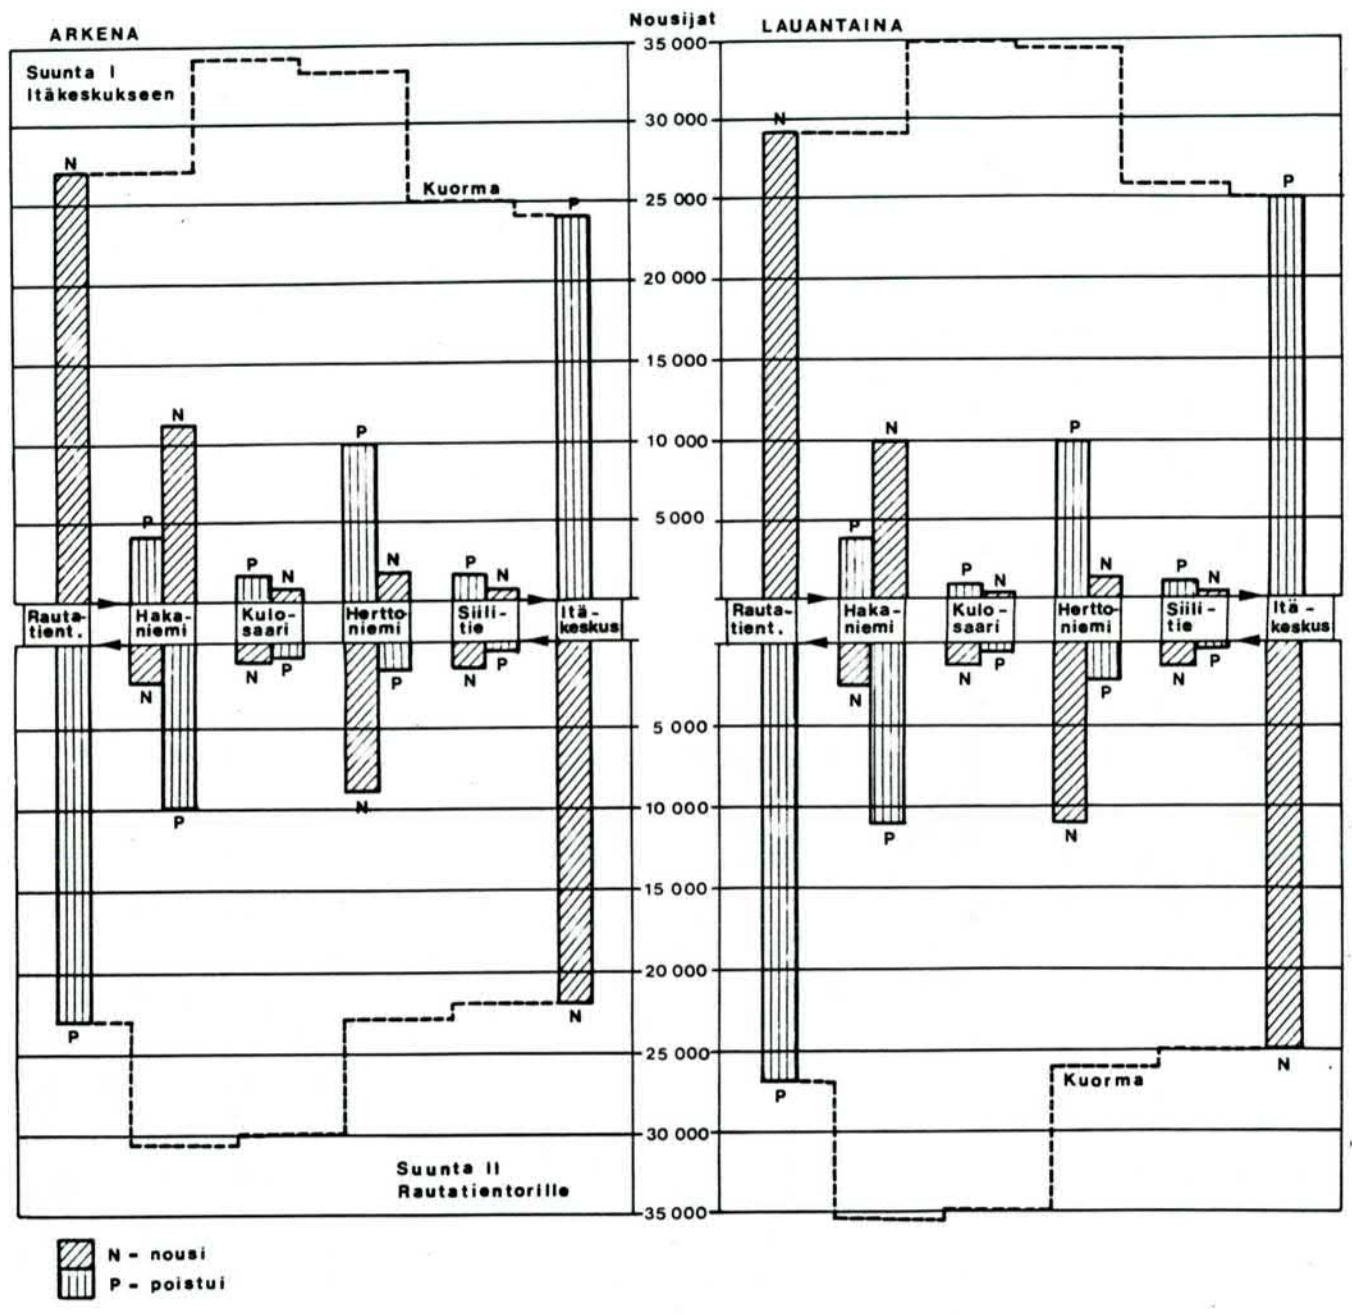 ARKENA
Nousijat
LAUANTAINA
Suunta I
Itäkeskukseen
35 000
N
30 000
N
Kuorma
P
25 000
P
20 000
15 000
N
P
10 000
N
P
P
5 000
P
P
N
N
P
N
P
N
N
P
N
Rauta-
tient.
Haka-
niemi
Kulo-
saari
Hertto-
niemi
Siili-
tie
Itä-
keskus
Rauta-
tient.
Haka-
niemi
Kulo-
saari
Hertto-
niemi
Siili-
tie
Itä-
keskus
N
N
P
P
N
P
N
N
P
P
N
P
5 000
P
N
10 000
P
N
15 000
20 000
P
N
25 000
P
Kuorma
N
30 000
Suunta II
Rautatientorille
35 000
N - nousi
P - poistui